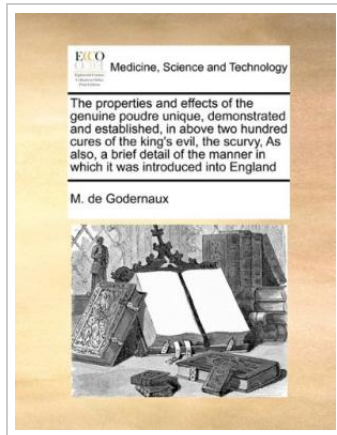 ECCO
Medicine, Science and Technology
The properties and effects of the
genuine poudre unique, demonstrated
and established, in above two hundred
cures of the king's evil, the scurvy, As
also, a brief detail of the manner in
which it was introduced into England
M. de Godernaux